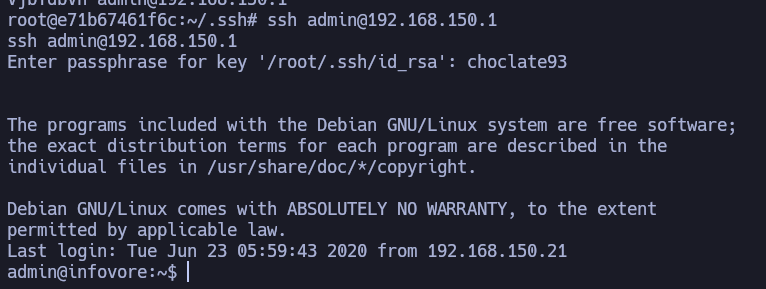 admin@192.168.150.1
root@e71b67461f6c:~/.ssh# ssh admin@192.168.150.1
ssh admin@192.168.150.1
Enter passphrase for key '/root/.ssh/id_rsa': choclate93
The programs included with the Debian GNU/Linux system are free software;
the exact distribution terms for each program are described in the
individual files in /usr/share/doc/*/copyright.
Debian GNU/Linux comes with ABSOLUTELY NO WARRANTY, to the extent
permitted by applicable law.
Last login: Tue Jun 23 05:59:43 2020 from 192.168.150.21
admin@infovore:~$